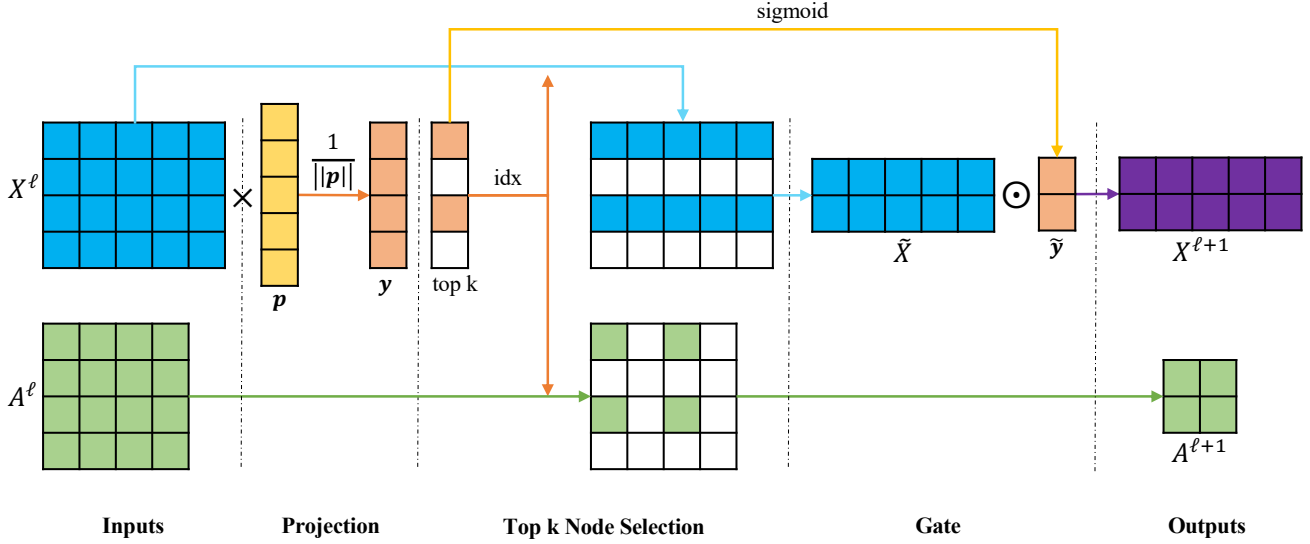 sigmoid
X^ℓ
×
1
||p||
idx
⊙
p
y
top k
X̃
ỹ
X^{ℓ+1}
A^ℓ
A^{ℓ+1}
Inputs
Projection
Top k Node Selection
Gate
Outputs